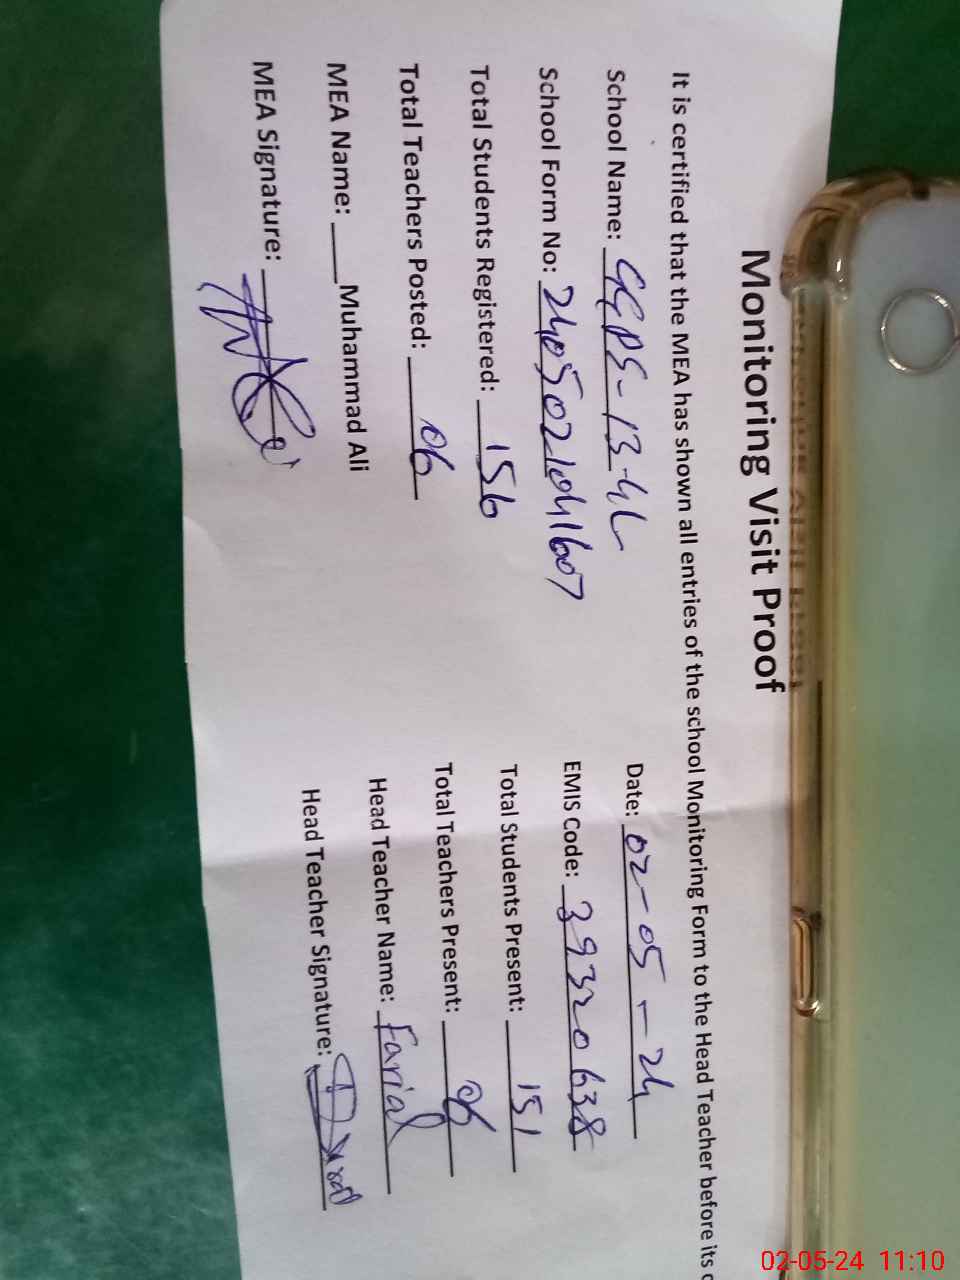 Monitoring Visit Proof
It is certified that the MEA has shown all entries of the school Monitoring Form to the Head Teacher before its
School Name: GGPS-13-4L Date: 02-05-24
School Form No: 2405021041607 EMIS Code: 39320638
Total Students Registered: 156 Total Students Present: 151
Total Teachers Posted: 06 Total Teachers Present: 06
MEA Name: ___Muhammad Ali Head Teacher Name: Farial
MEA Signature: Head Teacher Signature:
02-05-24 11:10